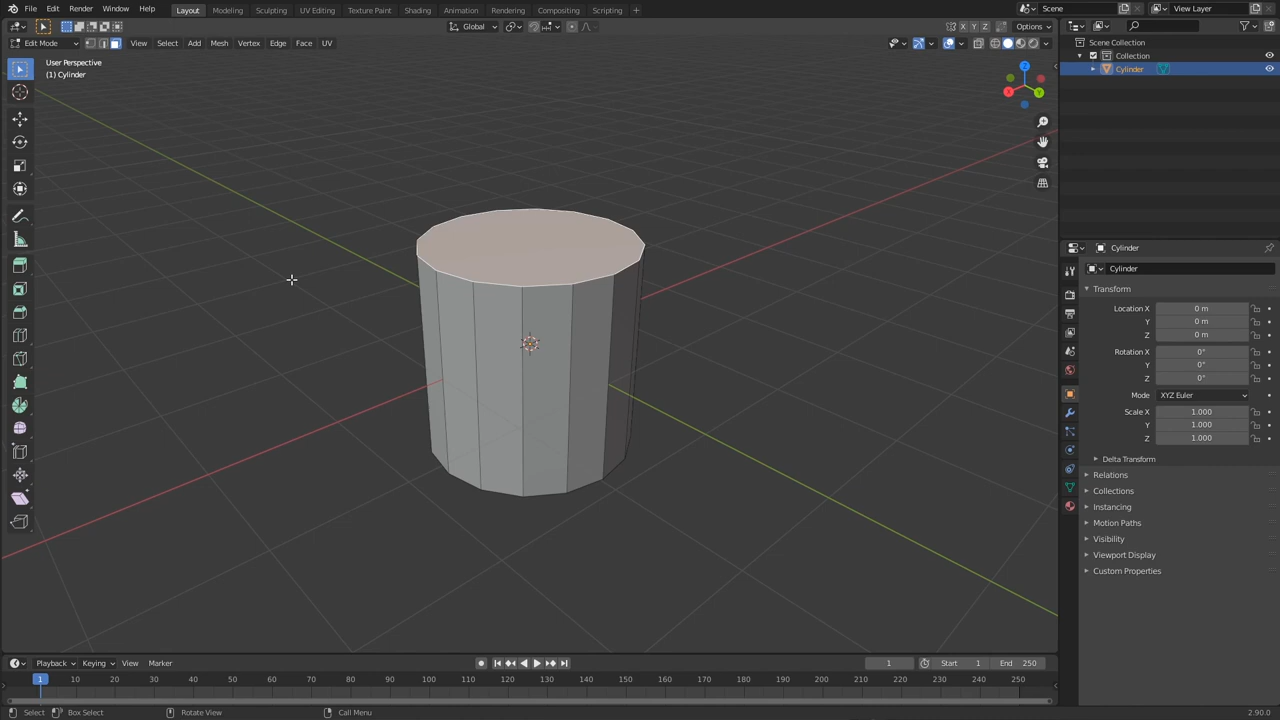 File Edit Render Window Help
Layout Modeling Sculpting UV Editing Texture Paint Shading Animation Rendering Compositing Scripting +
Scene
View Layer
Global
X Y Z
Options
Edit Mode
View Select Add Mesh Vertex Edge Face UV
User Perspective
(1) Cylinder
Z
X
Y
Scene Collection
Collection
Cylinder
Cylinder
Cylinder
Transform
Location X 0 m
Y 0 m
Z 0 m
Rotation X 0°
Y 0°
Z 0°
Mode XYZ Euler
Scale X 1.000
Y 1.000
Z 1.000
Delta Transform
Relations
Collections
Instancing
Motion Paths
Visibility
Viewport Display
Custom Properties
Playback Keying View Marker
1
Start 1
End 250
1 10 20 30 40 50 60 70 80 90 100 110 120 130 140 150 160 170 180 190 200 210 220 230 240 250
Select Box Select Rotate View Call Menu 2.90.0